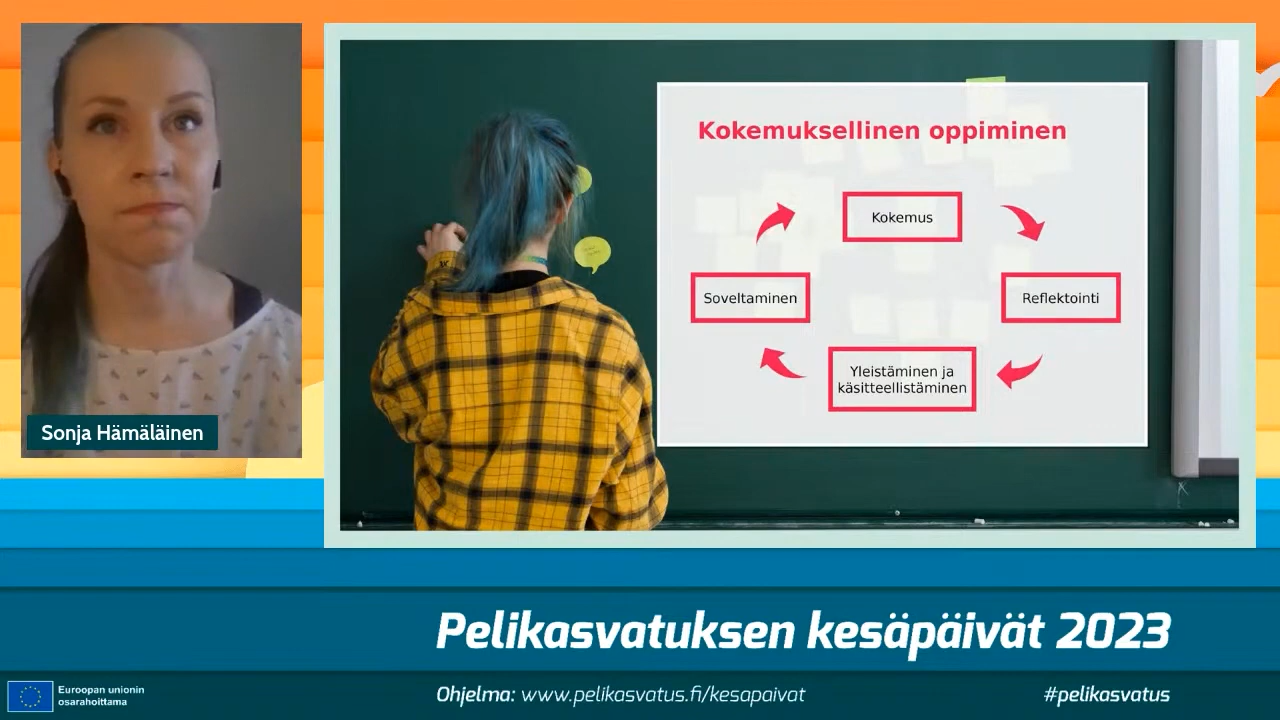 Sonja Hämäläinen
Kokemuksellinen oppiminen
Kokemus
Soveltaminen
Reflektointi
Yleistäminen ja
käsitteellistäminen
Pelikasvatuksen kesäpäivät 2023
Euroopan unionin
osarahoittama
Ohjelma: www.pelikasvatus.fi/kesapaivat
#pelikasvatus